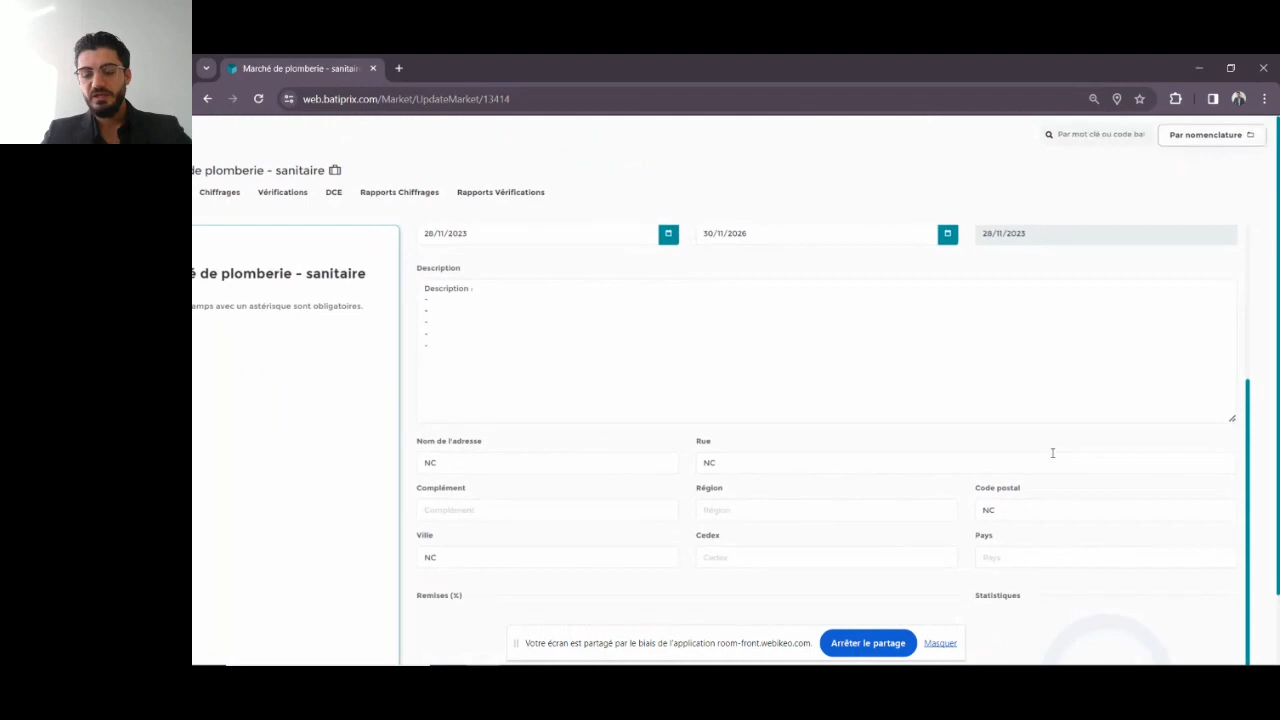 Marché de plomberie - sanitair
web.batiprix.com/Market/UpdateMarket/13414
Par mot clé ou code ba
Par nomenclature
de plomberie - sanitaire
Chiffrages Vérifications DCE Rapports Chiffrages Rapports Vérifications
28/11/2023 30/11/2026 28/11/2023
é de plomberie - sanitaire
amps avec un astérisque sont obligatoires.
Description
Description :
-
-
-
-
-
Nom de l'adresse Rue
NC NC
Complément Région Code postal
Complément Région NC
Ville Cedex Pays
NC Cedex Pays
Remises (%) Statistiques
Votre écran est partagé par le biais de l'application room-front.webikeo.com. Arrêter le partage Masquer